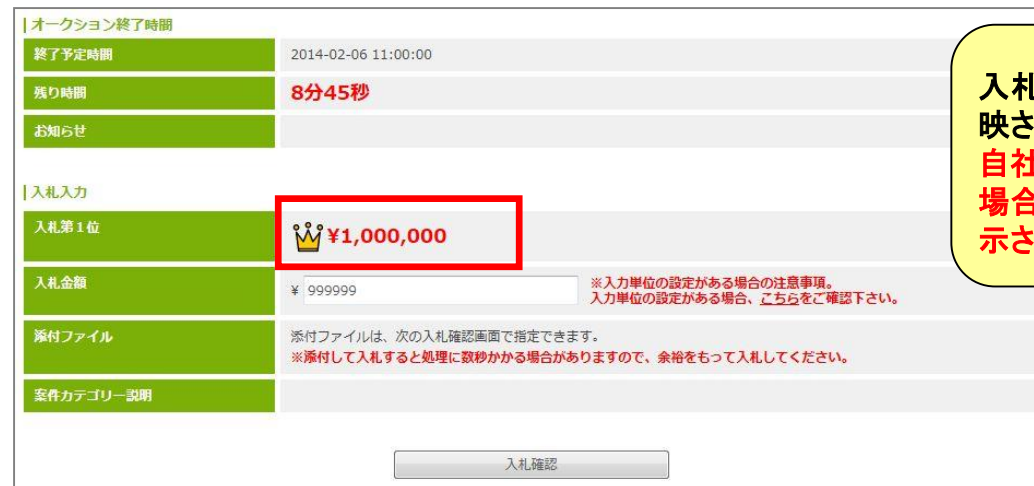 オークション終了時間
終了予定時間
2014-02-06 11:00:00
残り時間
8分45秒
お知らせ
入札入力
入札第1位
¥1,000,000
入札金額
¥ 999999
※入力単位の設定がある場合の注意事項。
入力単位の設定がある場合、こちらをご確認下さい。
添付ファイル
添付ファイルは、次の入札確認画面で指定できます。
※添付して入札すると処理に数秒かかる場合がありますので、余裕をもって入札してください。
案件カテゴリー説明
入札確認
入札
映さ
自社
場合
示さ